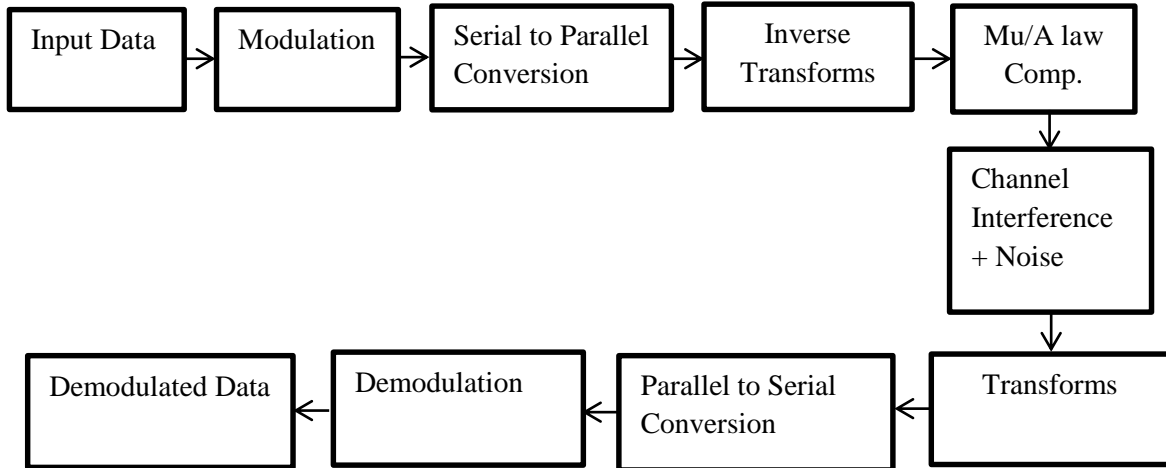 Input Data
Modulation
Serial to Parallel
Conversion
Inverse
Transforms
Mu/A law
Comp.
Channel
Interference
+ Noise
Transforms
Parallel to Serial
Conversion
Demodulation
Demodulated Data